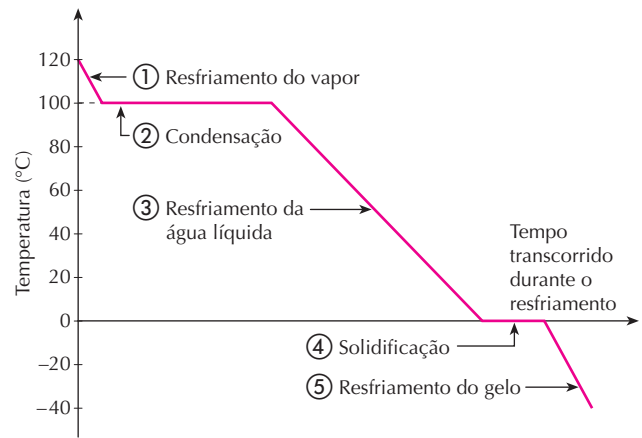 Temperatura (°C)
120
100
80
60
40
20
0
–20
–40
1 Resfriamento do vapor
2 Condensação
3 Resfriamento da
água líquida
Tempo
transcorrido
durante o
resfriamento
4 Solidificação
5 Resfriamento do gelo